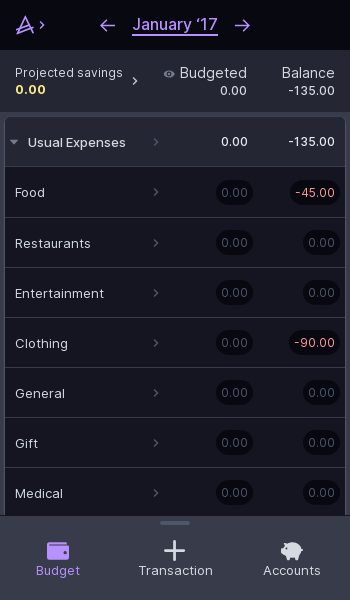 January ‘17
Projected savings
0.00
Budgeted
0.00
Balance
-135.00
Usual Expenses 0.00 -135.00
Food 0.00 -45.00
Restaurants 0.00 0.00
Entertainment 0.00 0.00
Clothing 0.00 -90.00
General 0.00 0.00
Gift 0.00 0.00
Medical 0.00 0.00
Budget Transaction Accounts